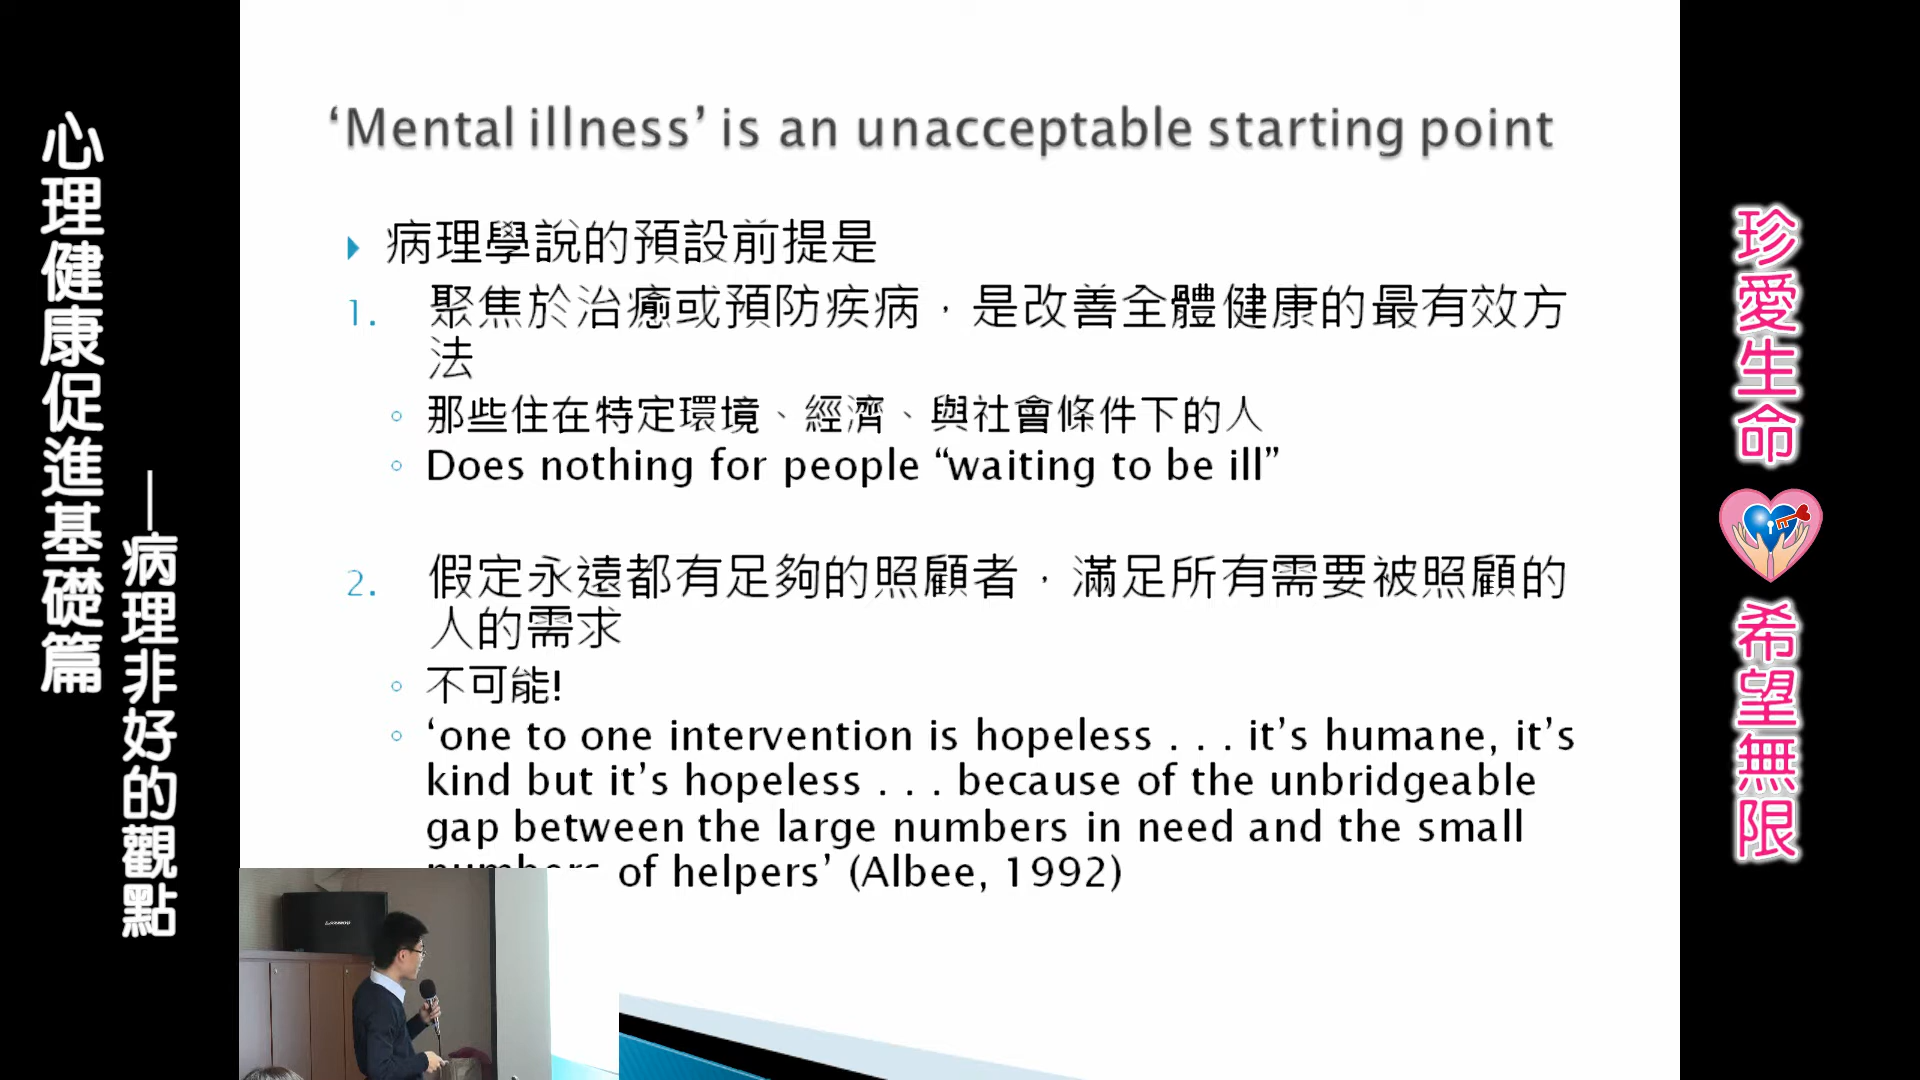 心理健康促進基礎篇
—病理非好的觀點
‘Mental illness’ is an unacceptable starting point
病理學說的預設前提是
1. 聚焦於治癒或預防疾病，是改善全體健康的最有效方
法
那些住在特定環境、經濟、與社會條件下的人
Does nothing for people “waiting to be ill”
2. 假定永遠都有足夠的照顧者，滿足所有需要被照顧的
人的需求
不可能!
‘one to one intervention is hopeless . . . it’s humane, it’s
kind but it’s hopeless . . . because of the unbridgeable
gap between the large numbers in need and the small
numbers of helpers’ (Albee, 1992)
珍愛生命
希望無限